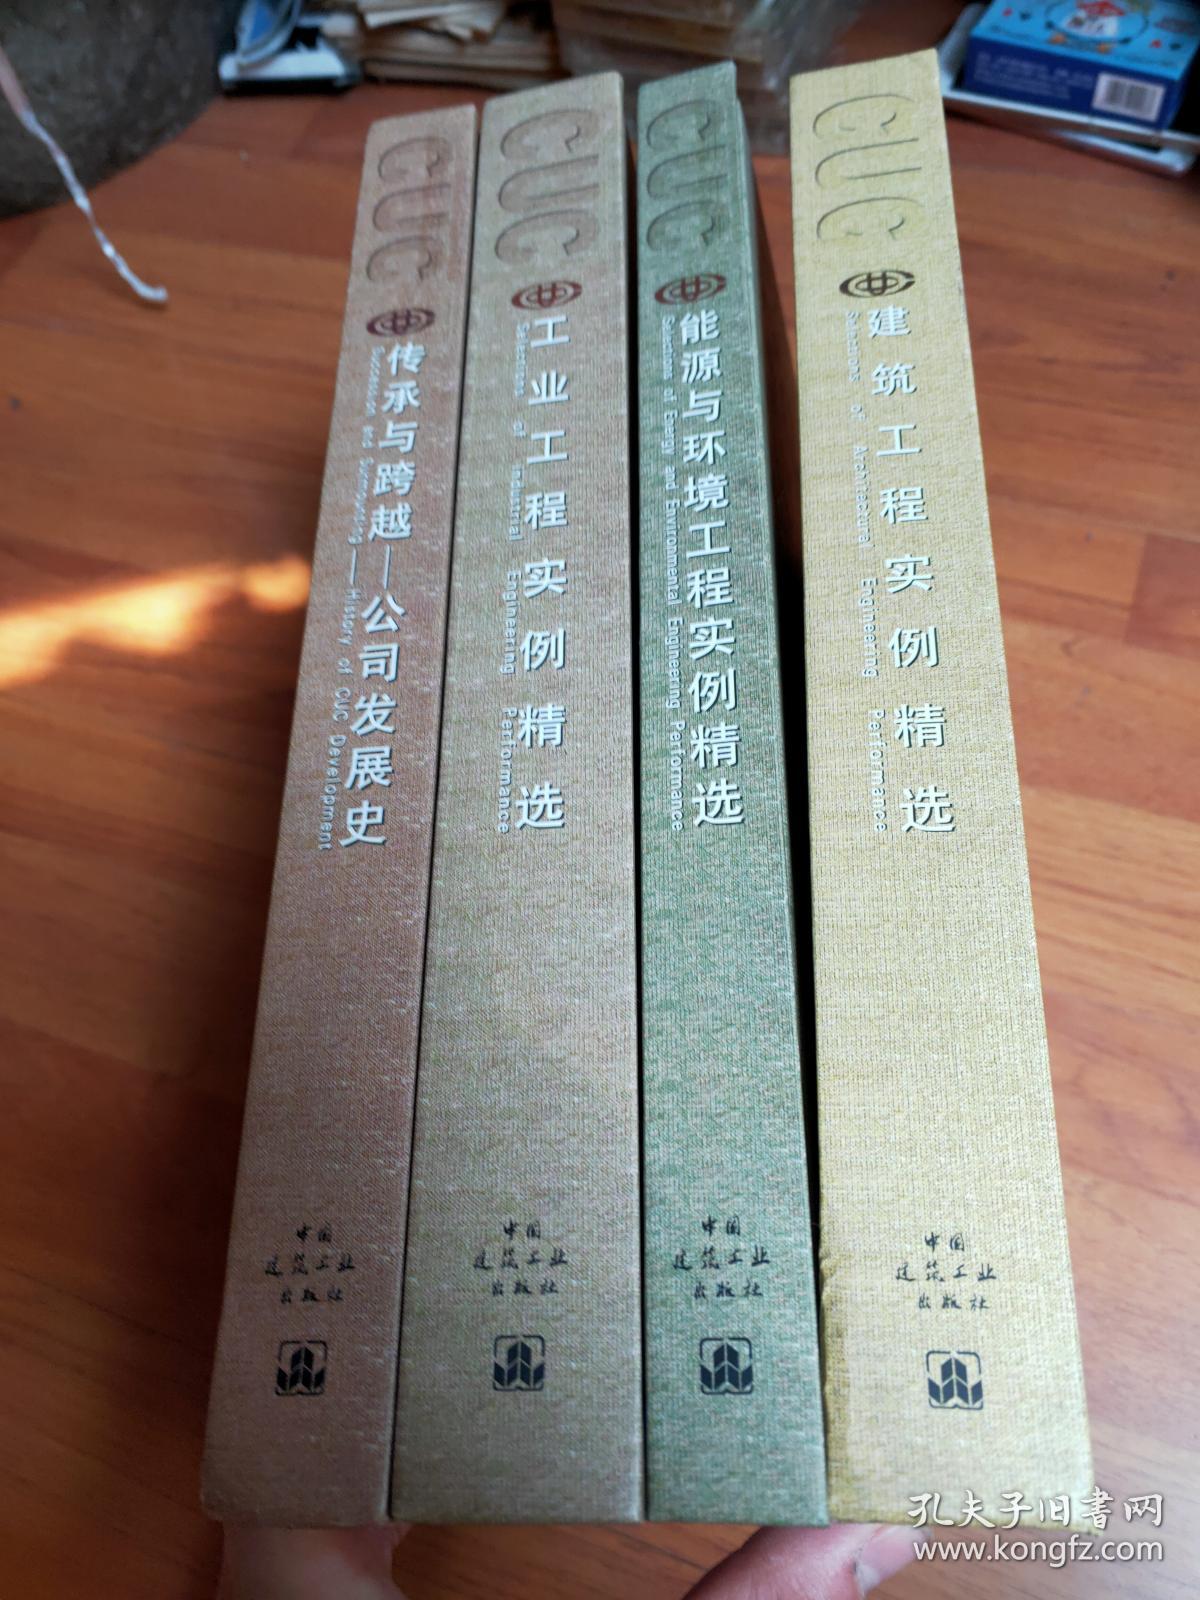 CUC
传承与跨越——公司发展史
Succession and Surmounting——History of CUC Development
中国
建筑工业
出版社
CUC
工业工程实例精选
Selections of Industrial Engineering Performance
中国
建筑工业
出版社
CUC
能源与环境工程实例精选
Selections of Energy and Environmental Engineering Performance
中国
建筑工业
出版社
CUC
建筑工程实例精选
Selections of Architectural Engineering Performance
中国
建筑工业
出版社
孔夫子旧书网
www.kongfz.com